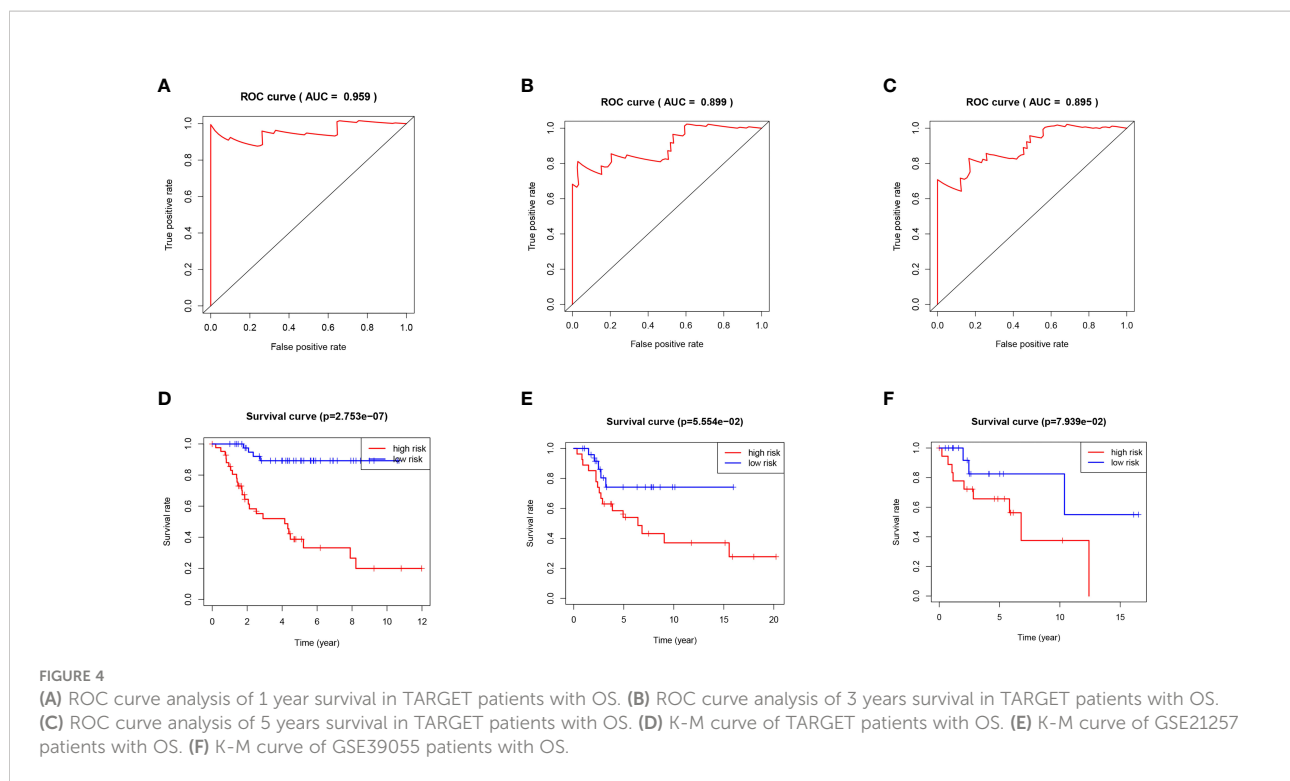 A
ROC curve ( AUC = 0.959 )
True positive rate
0.0 0.2 0.4 0.6 0.8 1.0
0.0 0.2 0.4 0.6 0.8 1.0
False positive rate
B
ROC curve ( AUC = 0.899 )
True positive rate
0.0 0.2 0.4 0.6 0.8 1.0
0.0 0.2 0.4 0.6 0.8 1.0
False positive rate
C
ROC curve ( AUC = 0.895 )
True positive rate
0.0 0.2 0.4 0.6 0.8 1.0
0.0 0.2 0.4 0.6 0.8 1.0
False positive rate
D
Survival curve (p=2.753e−07)
high risk
low risk
Survival rate
0.0 0.2 0.4 0.6 0.8 1.0
0 2 4 6 8 10 12
Time (year)
E
Survival curve (p=5.554e−02)
high risk
low risk
Survival rate
0.0 0.2 0.4 0.6 0.8 1.0
0 5 10 15 20
Time (year)
F
Survival curve (p=7.939e−02)
high risk
low risk
Survival rate
0.0 0.2 0.4 0.6 0.8 1.0
0 5 10 15
Time (year)
FIGURE 4
(A) ROC curve analysis of 1 year survival in TARGET patients with OS. (B) ROC curve analysis of 3 years survival in TARGET patients with OS.
(C) ROC curve analysis of 5 years survival in TARGET patients with OS. (D) K-M curve of TARGET patients with OS. (E) K-M curve of GSE21257
patients with OS. (F) K-M curve of GSE39055 patients with OS.